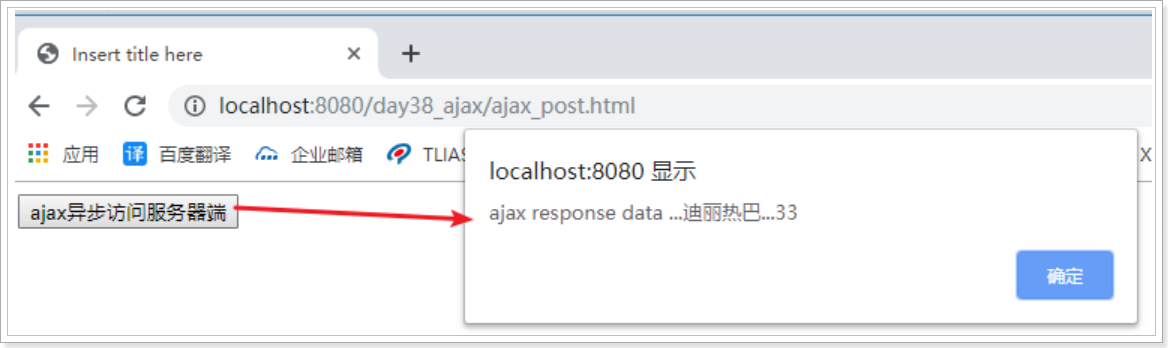 Insert title here
localhost:8080/day38_ajax/ajax_post.html
应用 译 百度翻译 企业邮箱 TLIAS X
localhost:8080 显示
ajax异步访问服务器端
ajax response data ...迪丽热巴...33
确定